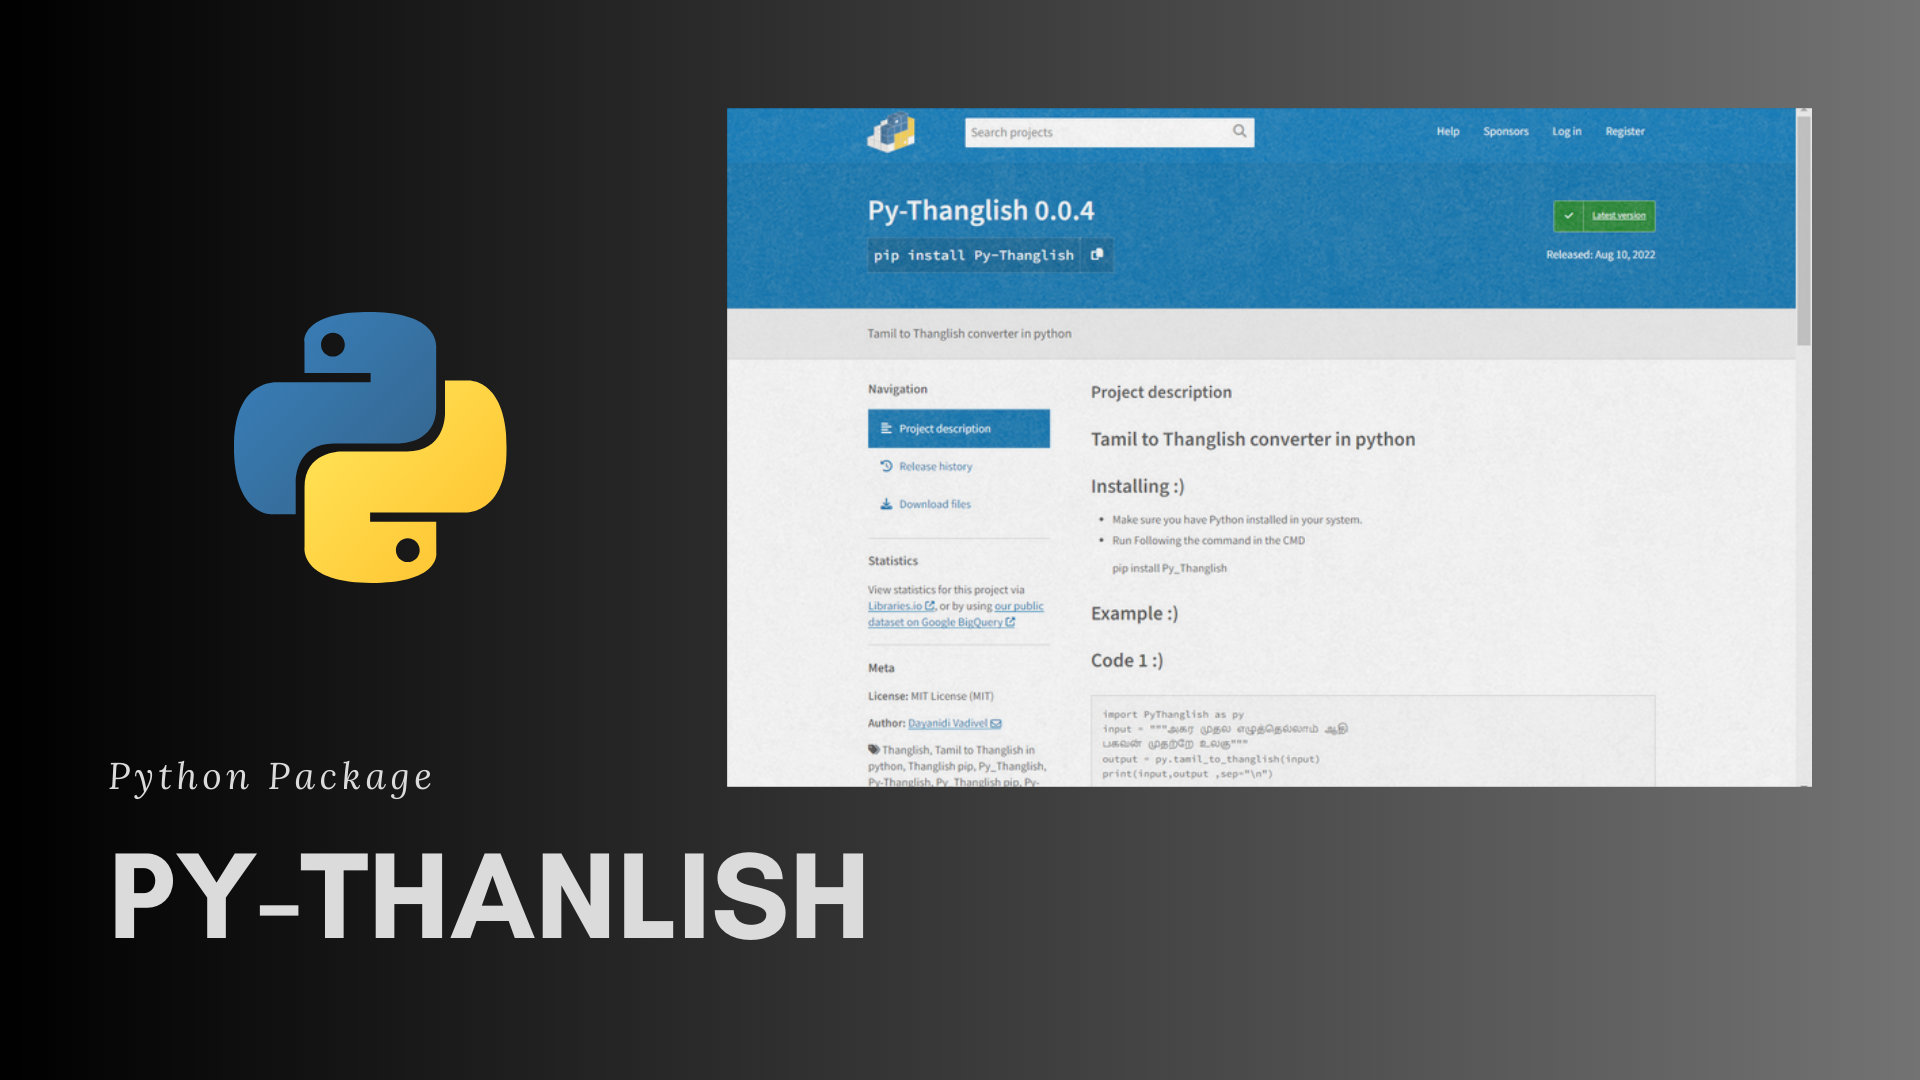 Search projects
Help Sponsors Log in Register
Py-Thanglish 0.0.4
Latest version
pip install Py-Thanglish
Released: Aug 10, 2022
Tamil to Thanglish converter in python
Navigation
Project description
Release history
Download files
Statistics
View statistics for this project via
Libraries.io, or by using our public
dataset on Google BigQuery
Meta
License: MIT License (MIT)
Author: Dayanidi Vadivel
Thanglish, Tamil to Thanglish in
python, Thanglish pip, Py_Thanglish,
Py-Thanglish, Py_Thanglish pip, Py-
Project description
Tamil to Thanglish converter in python
Installing :)
• Make sure you have Python installed in your system.
• Run Following the command in the CMD
pip install Py_Thanglish
Example :)
Code 1 :)
import PyThanglish as py
input = """அகர முதல எழுத்தெல்லாம் ஆதி
பகவன் முதற்றே உலகு"""
output = py.tamil_to_thanglish(input)
print(input,output ,sep="\n")
Python Package
PY-THANLISH